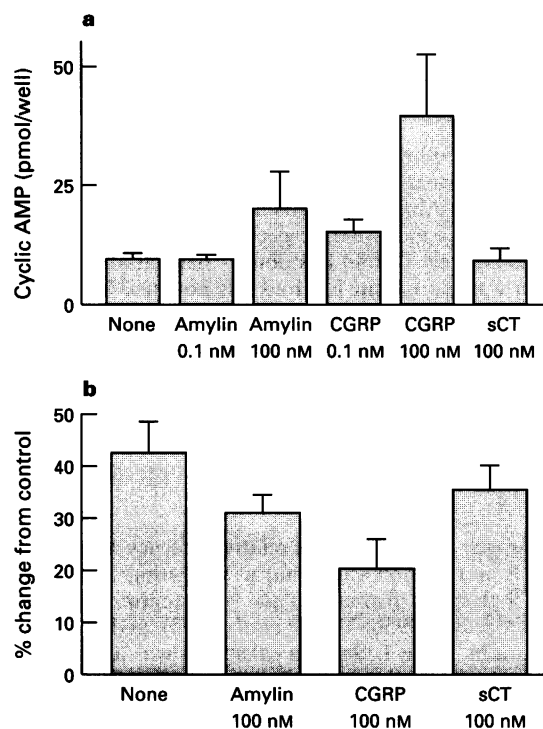 a
Cyclic AMP (pmol/well)
50
25
0
None Amylin Amylin CGRP CGRP sCT
0.1 nM 100 nM 0.1 nM 100 nM 100 nM
b
% change from control
50
40
30
20
10
0
None Amylin CGRP sCT
100 nM 100 nM 100 nM